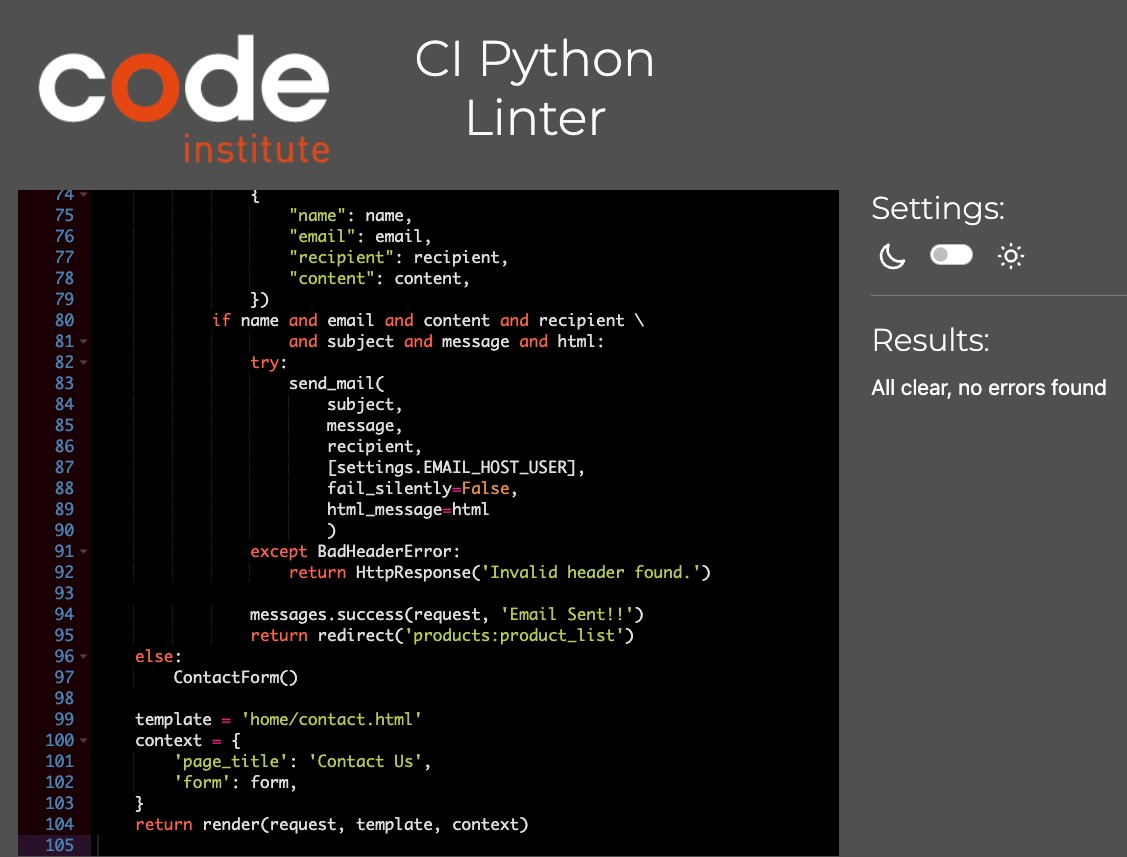 code
institute
CI Python
Linter
74 {
75 "name": name,
76 "email": email,
77 "recipient": recipient,
78 "content": content,
79 })
80 if name and email and content and recipient \
81 and subject and message and html:
82 try:
83 send_mail(
84 subject,
85 message,
86 recipient,
87 [settings.EMAIL_HOST_USER],
88 fail_silently=False,
89 html_message=html
90 )
91 except BadHeaderError:
92 return HttpResponse('Invalid header found.')
93
94 messages.success(request, 'Email Sent!!')
95 return redirect('products:product_list')
96 else:
97 ContactForm()
98
99 template = 'home/contact.html'
100 context = {
101 'page_title': 'Contact Us',
102 'form': form,
103 }
104 return render(request, template, context)
105
Settings:
Results:
All clear, no errors found